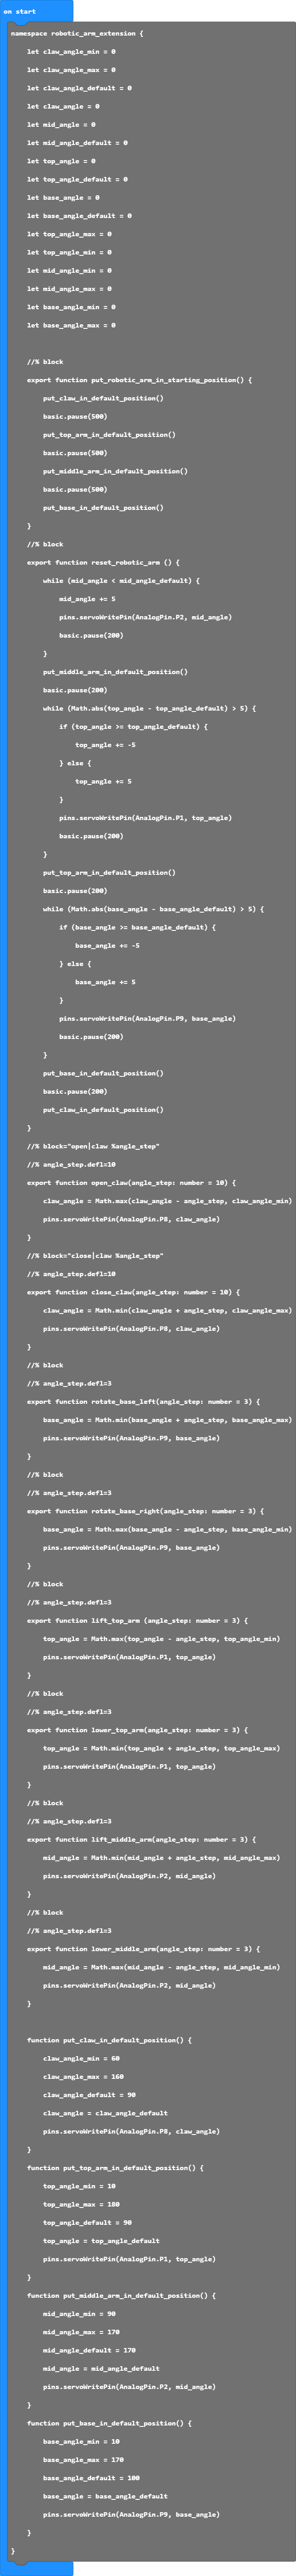 on start
namespace robotic_arm_extension {
let claw_angle_min = 0
let claw_angle_max = 0
let claw_angle_default = 0
let claw_angle = 0
let mid_angle = 0
let mid_angle_default = 0
let top_angle = 0
let top_angle_default = 0
let base_angle = 0
let base_angle_default = 0
let top_angle_max = 0
let top_angle_min = 0
let mid_angle_min = 0
let mid_angle_max = 0
let base_angle_min = 0
let base_angle_max = 0
//% block
export function put_robotic_arm_in_starting_position() {
put_claw_in_default_position()
basic.pause(500)
put_top_arm_in_default_position()
basic.pause(500)
put_middle_arm_in_default_position()
basic.pause(500)
put_base_in_default_position()
}
//% block
export function reset_robotic_arm () {
while (mid_angle < mid_angle_default) {
mid_angle += 5
pins.servoWritePin(AnalogPin.P2, mid_angle)
basic.pause(200)
}
put_middle_arm_in_default_position()
basic.pause(200)
while (Math.abs(top_angle - top_angle_default) > 5) {
if (top_angle >= top_angle_default) {
top_angle += -5
} else {
top_angle += 5
}
pins.servoWritePin(AnalogPin.P1, top_angle)
basic.pause(200)
}
put_top_arm_in_default_position()
basic.pause(200)
while (Math.abs(base_angle - base_angle_default) > 5) {
if (base_angle >= base_angle_default) {
base_angle += -5
} else {
base_angle += 5
}
pins.servoWritePin(AnalogPin.P9, base_angle)
basic.pause(200)
}
put_base_in_default_position()
basic.pause(200)
put_claw_in_default_position()
}
//% block="open|claw %angle_step"
//% angle_step.defl=10
export function open_claw(angle_step: number = 10) {
claw_angle = Math.max(claw_angle - angle_step, claw_angle_min)
pins.servoWritePin(AnalogPin.P8, claw_angle)
}
//% block="close|claw %angle_step"
//% angle_step.defl=10
export function close_claw(angle_step: number = 10) {
claw_angle = Math.min(claw_angle + angle_step, claw_angle_max)
pins.servoWritePin(AnalogPin.P8, claw_angle)
}
//% block
//% angle_step.defl=3
export function rotate_base_left(angle_step: number = 3) {
base_angle = Math.min(base_angle + angle_step, base_angle_max)
pins.servoWritePin(AnalogPin.P9, base_angle)
}
//% block
//% angle_step.defl=3
export function rotate_base_right(angle_step: number = 3) {
base_angle = Math.max(base_angle - angle_step, base_angle_min)
pins.servoWritePin(AnalogPin.P9, base_angle)
}
//% block
//% angle_step.defl=3
export function lift_top_arm (angle_step: number = 3) {
top_angle = Math.max(top_angle - angle_step, top_angle_min)
pins.servoWritePin(AnalogPin.P1, top_angle)
}
//% block
//% angle_step.defl=3
export function lower_top_arm(angle_step: number = 3) {
top_angle = Math.min(top_angle + angle_step, top_angle_max)
pins.servoWritePin(AnalogPin.P1, top_angle)
}
//% block
//% angle_step.defl=3
export function lift_middle_arm(angle_step: number = 3) {
mid_angle = Math.min(mid_angle + angle_step, mid_angle_max)
pins.servoWritePin(AnalogPin.P2, mid_angle)
}
//% block
//% angle_step.defl=3
export function lower_middle_arm(angle_step: number = 3) {
mid_angle = Math.max(mid_angle - angle_step, mid_angle_min)
pins.servoWritePin(AnalogPin.P2, mid_angle)
}
function put_claw_in_default_position() {
claw_angle_min = 60
claw_angle_max = 160
claw_angle_default = 90
claw_angle = claw_angle_default
pins.servoWritePin(AnalogPin.P8, claw_angle)
}
function put_top_arm_in_default_position() {
top_angle_min = 10
top_angle_max = 180
top_angle_default = 90
top_angle = top_angle_default
pins.servoWritePin(AnalogPin.P1, top_angle)
}
function put_middle_arm_in_default_position() {
mid_angle_min = 90
mid_angle_max = 170
mid_angle_default = 170
mid_angle = mid_angle_default
pins.servoWritePin(AnalogPin.P2, mid_angle)
}
function put_base_in_default_position() {
base_angle_min = 10
base_angle_max = 170
base_angle_default = 100
base_angle = base_angle_default
pins.servoWritePin(AnalogPin.P9, base_angle)
}
}